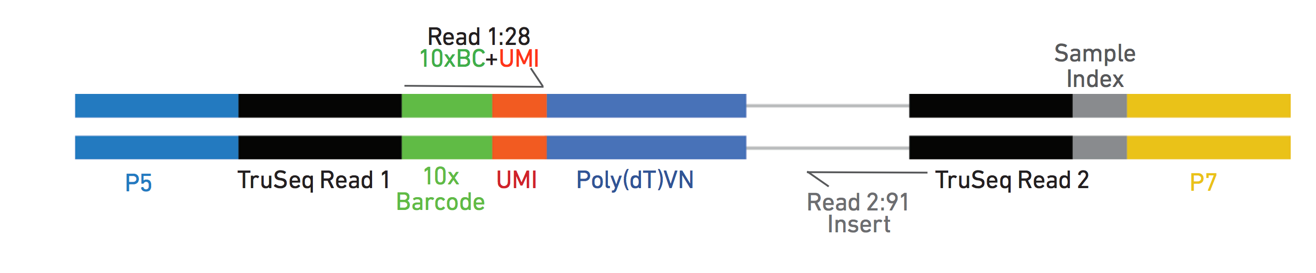 Read 1:28
10xBC+UMI
Sample
Index
P5
TruSeq Read 1
10x
Barcode
UMI
Poly(dT)VN
Read 2:91
Insert
TruSeq Read 2
P7